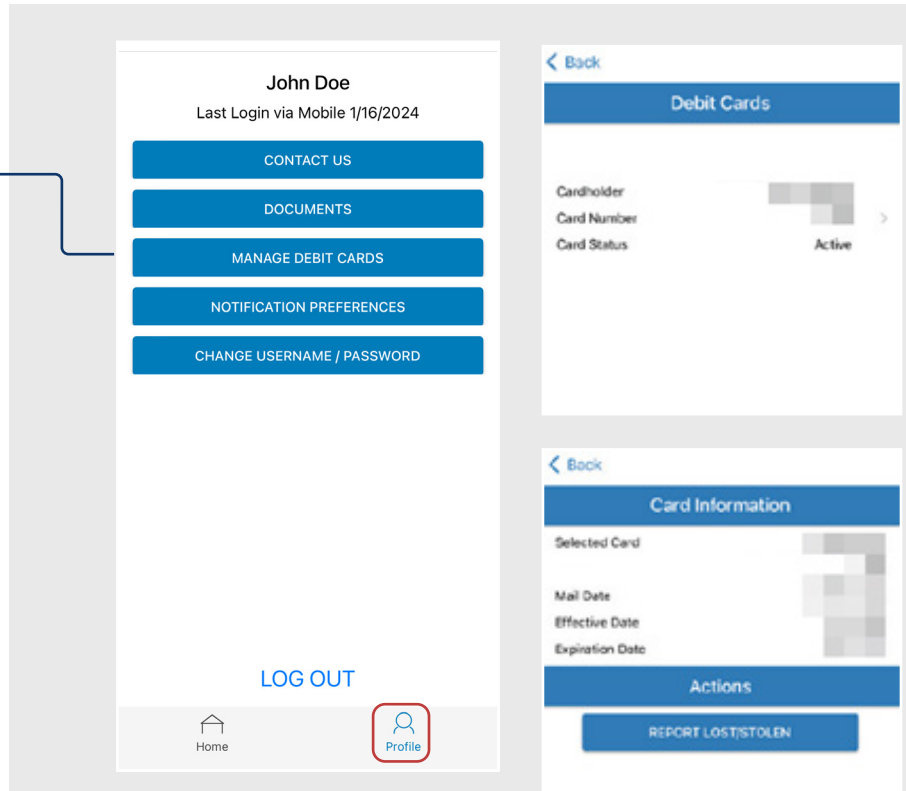 John Doe
Last Login via Mobile 1/16/2024
CONTACT US
DOCUMENTS
MANAGE DEBIT CARDS
NOTIFICATION PREFERENCES
CHANGE USERNAME / PASSWORD
LOG OUT
Home Profile
Back
Debit Cards
Cardholder
Card Number
Card Status Active
Back
Card Information
Selected Card
Mail Date
Effective Date
Expiration Date
Actions
REPORT LOST/STOLEN